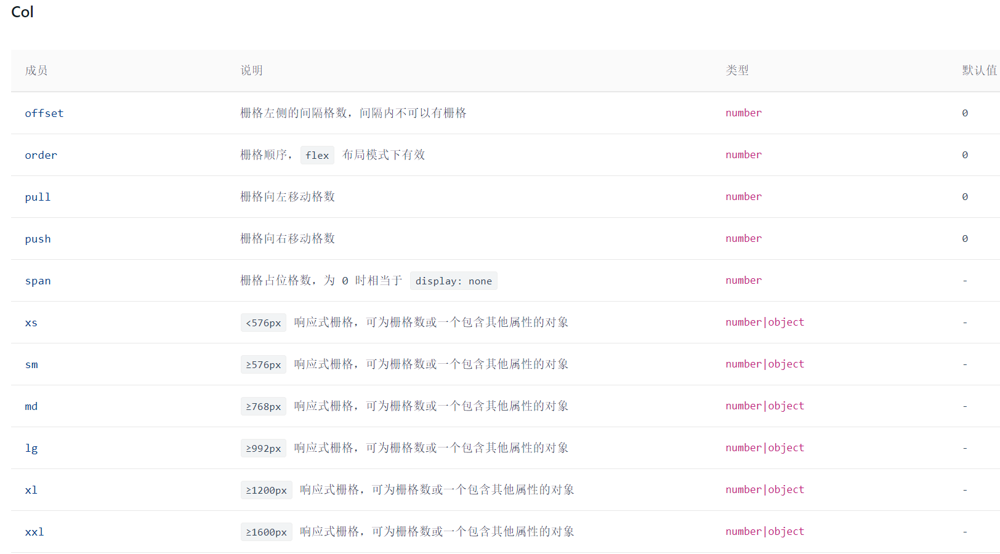 Col
成员 说明 类型 默认值
offset 栅格左侧的间隔格数，间隔内不可以有栅格 number 0
order 栅格顺序， flex 布局模式下有效 number 0
pull 栅格向左移动格数 number 0
push 栅格向右移动格数 number 0
span 栅格占位格数，为 0 时相当于 display: none number -
xs <576px 响应式栅格，可为栅格数或一个包含其他属性的对象 number|object -
sm ≥576px 响应式栅格，可为栅格数或一个包含其他属性的对象 number|object -
md ≥768px 响应式栅格，可为栅格数或一个包含其他属性的对象 number|object -
lg ≥992px 响应式栅格，可为栅格数或一个包含其他属性的对象 number|object -
xl ≥1200px 响应式栅格，可为栅格数或一个包含其他属性的对象 number|object -
xxl ≥1600px 响应式栅格，可为栅格数或一个包含其他属性的对象 number|object -